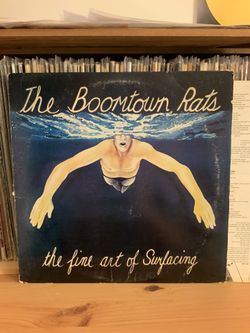 The Boomtown Rats
the fine art of Surfacing